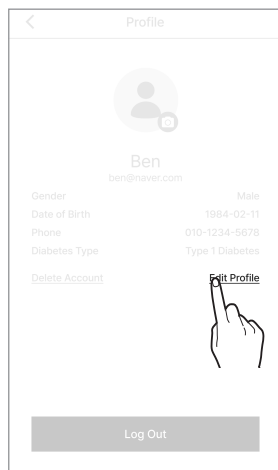 Profile
Ben
ben@naver.com
Gender Male
Date of Birth 1984-02-11
Phone 010-1234-5678
Diabetes Type Type 1 Diabetes
Delete Account Edit Profile
Log Out